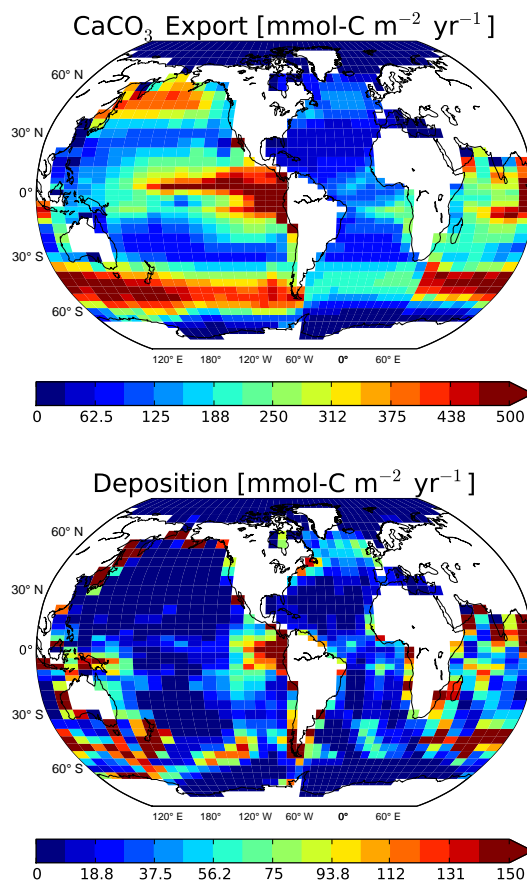 CaCO₃ Export [mmol-C m⁻² yr⁻¹]
60° N
30° N
0°
30° S
60° S
120° E 180° 120° W 60° W 0° 60° E
0 62.5 125 188 250 312 375 438 500
Deposition [mmol-C m⁻² yr⁻¹]
60° N
30° N
0°
30° S
60° S
120° E 180° 120° W 60° W 0° 60° E
0 18.8 37.5 56.2 75 93.8 112 131 150